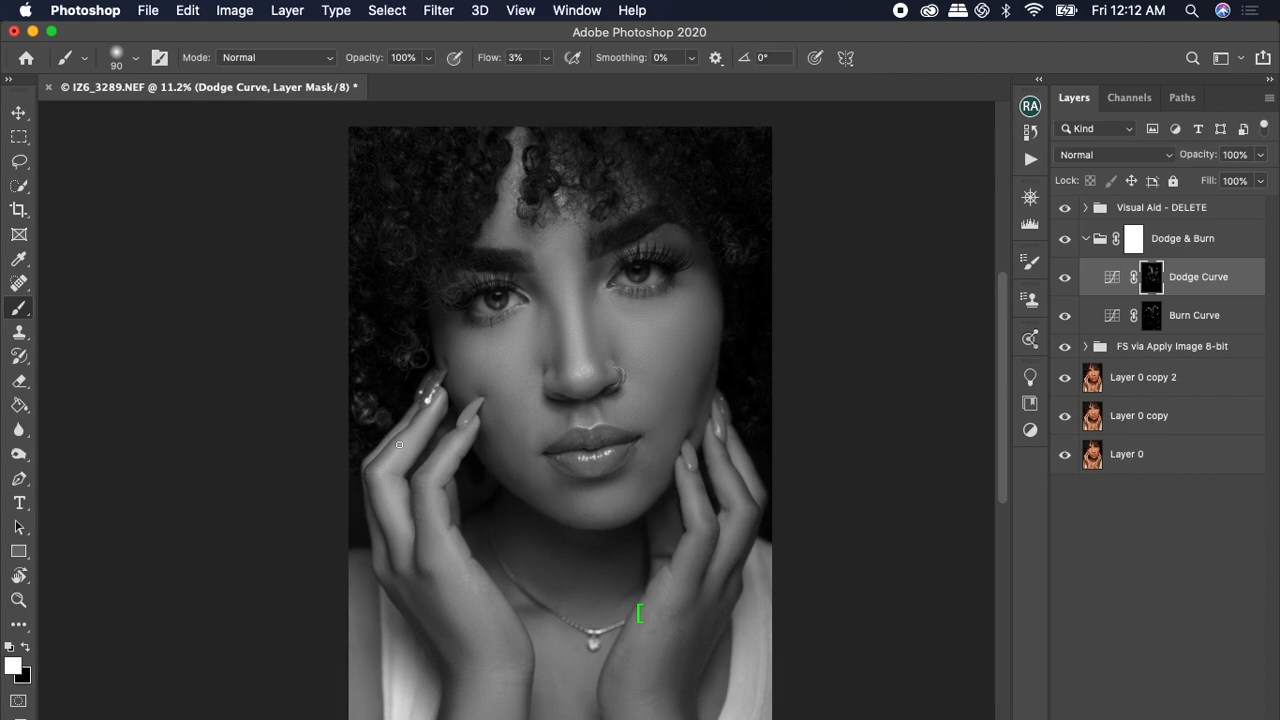 Photoshop File Edit Image Layer Type Select Filter 3D View Window Help Fri 12:12 AM
Adobe Photoshop 2020
90 Mode: Normal Opacity: 100% Flow: 3% Smoothing: 0% 0°
© IZ6_3289.NEF @ 11.2% (Dodge Curve, Layer Mask/8) *
Layers Channels Paths
RA
Kind
Normal Opacity: 100%
Lock: Fill: 100%
Visual Aid - DELETE
Dodge & Burn
Dodge Curve
Burn Curve
FS via Apply Image 8-bit
Layer 0 copy 2
Layer 0 copy
Layer 0
[